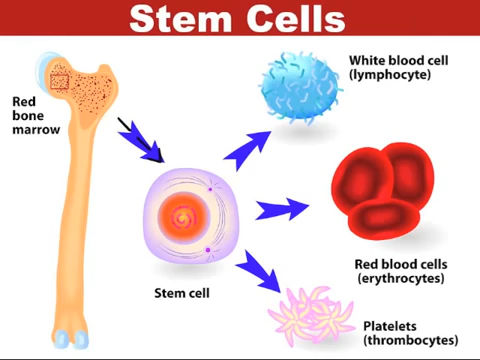 Stem Cells
White blood cell
(lymphocyte)
Red
bone
marrow
Stem cell
Red blood cells
(erythrocytes)
Platelets
(thrombocytes)